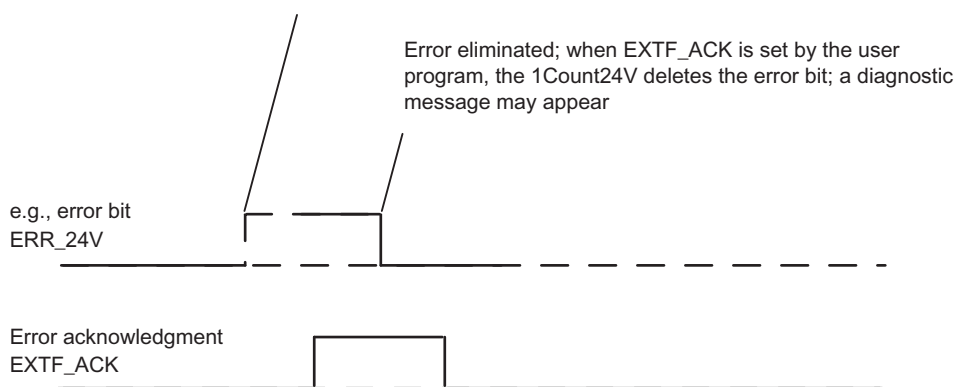 Error eliminated; when EXTF_ACK is set by the user
program, the 1Count24V deletes the error bit; a diagnostic
message may appear
e.g., error bit
ERR_24V
Error acknowledgment
EXTF_ACK